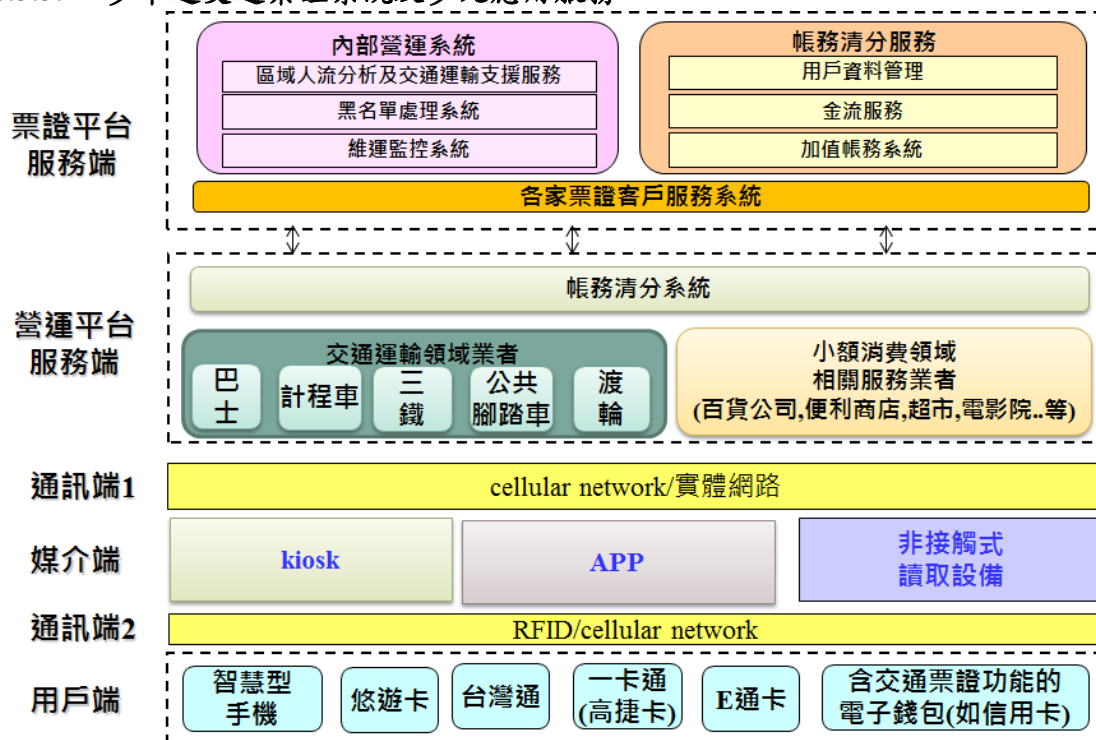 內部營運系統
區域人流分析及交通運輸支援服務
黑名單處理系統
維運監控系統
帳務清分服務
用戶資料管理
金流服務
加值帳務系統
票證平台
服務端
各家票證客戶服務系統
帳務清分系統
營運平台
服務端
交通運輸領域業者
巴
士
計程車
三
鐵
公共
腳踏車
渡
輪
小額消費領域
相關服務業者
(百貨公司,便利商店,超市,電影院..等)
通訊端1
cellular network/實體網路
媒介端
kiosk
APP
非接觸式
讀取設備
通訊端2
RFID/cellular network
用戶端
智慧型
手機
悠遊卡
台灣通
一卡通
(高捷卡)
E通卡
含交通票證功能的
電子錢包(如信用卡)